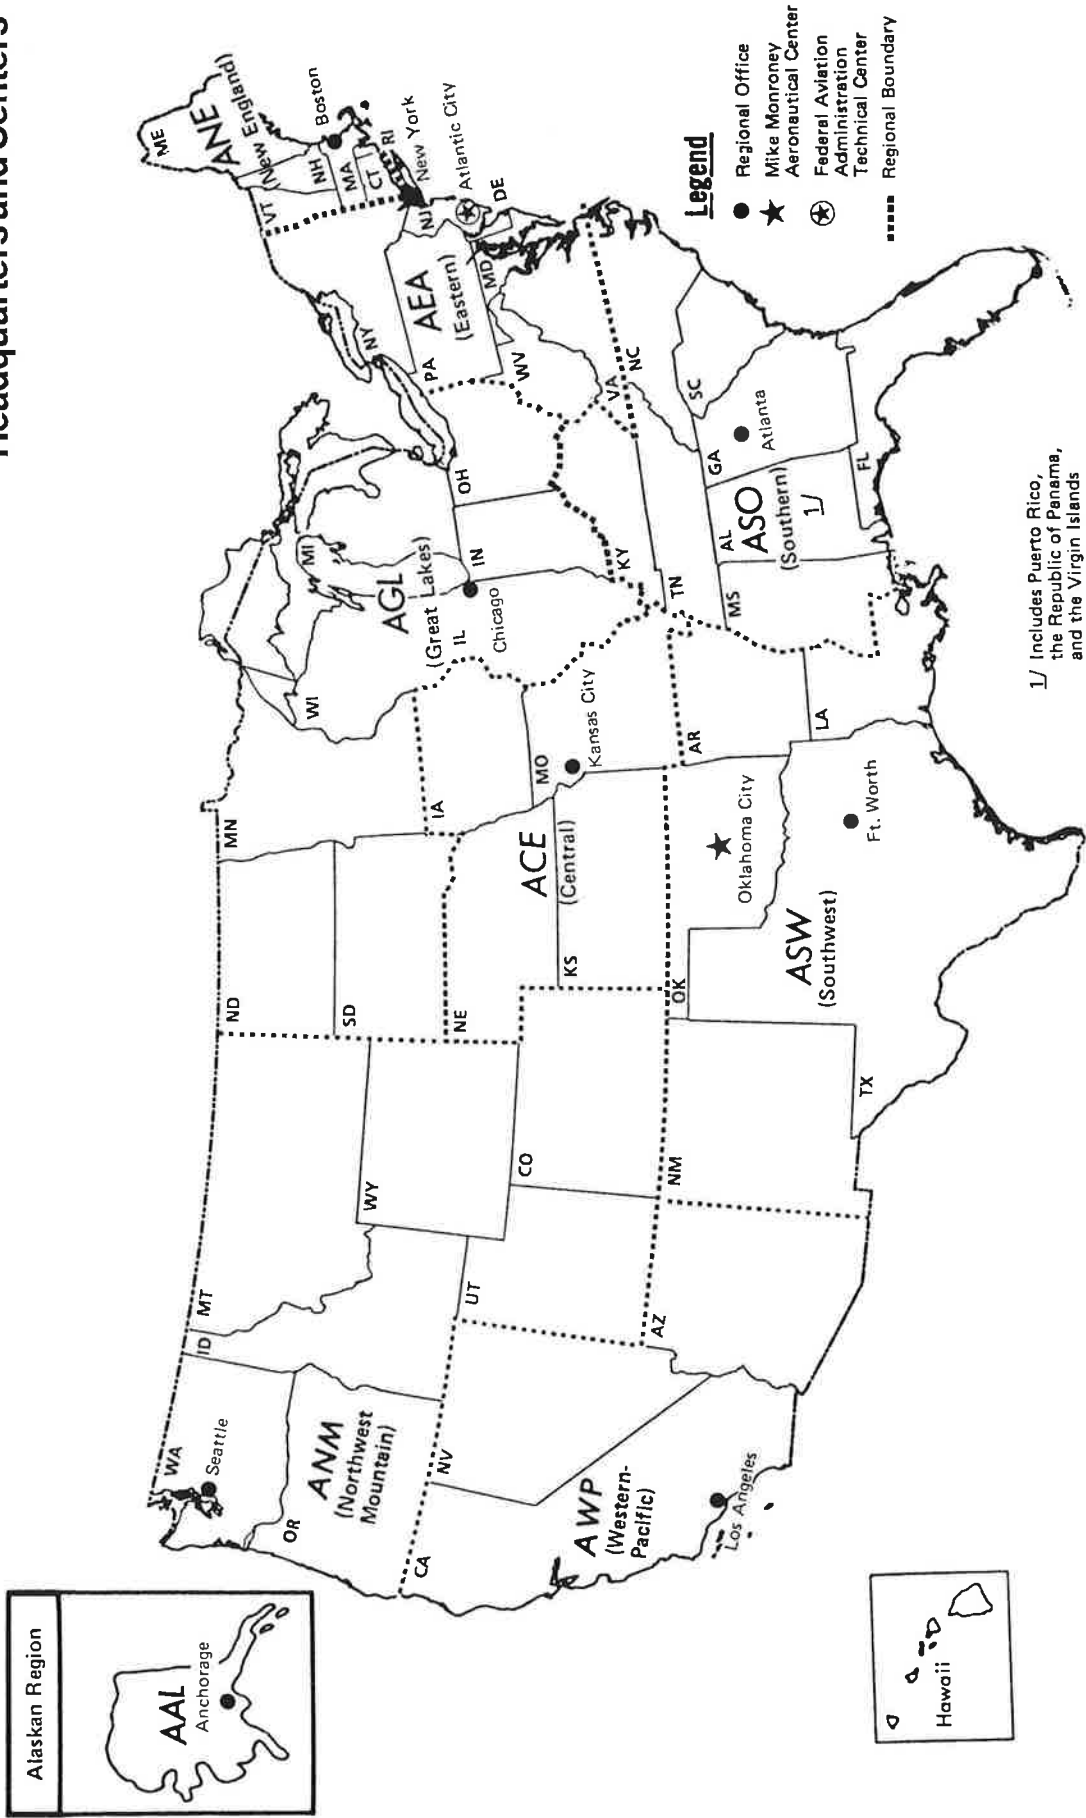 Headquarters and Centers
Alaskan Region
AAL
Anchorage
WA
Seattle
OR
ANM
(Northwest
Mountain)
ID
MT
WY
UT
CO
CA
NV
AWP
(Western-
Pacific)
Los Angeles
AZ
NM
Hawaii
ND
SD
NE
KS
MN
IA
MO
ACE
(Central)
Kansas City
OK
Oklahoma City
ASW
(Southwest)
TX
Ft. Worth
AR
LA
WI
MI
AGL
(Great Lakes)
IL
IN
OH
Chicago
KY
TN
MS
AL
ASO
(Southern)
1/
GA
Atlanta
FL
SC
NC
VA
WV
PA
NY
AEA
(Eastern)
MD
DE
NJ
Atlantic City
New York
ME
ANE
(New England)
VT
NH
MA
CT
RI
Boston
Legend
Regional Office
Mike Monroney
Aeronautical Center
Federal Aviation
Administration
Technical Center
Regional Boundary
1/ Includes Puerto Rico,
the Republic of Panama,
and the Virgin Islands